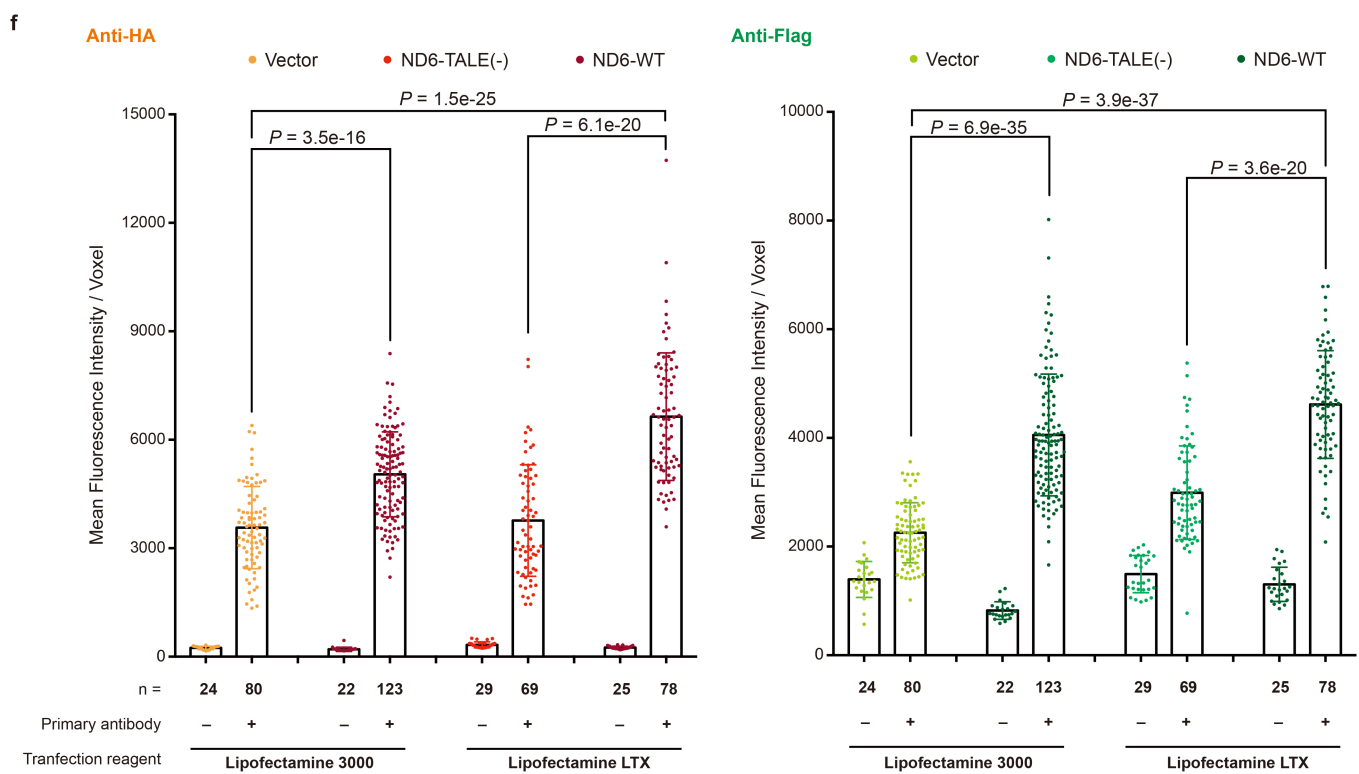 f
Anti-HA
Vector
ND6-TALE(-)
ND6-WT
P = 1.5e-25
P = 3.5e-16
P = 6.1e-20
Mean Fluorescence Intensity / Voxel
15000
12000
9000
6000
3000
0
n =
24
80
22
123
29
69
25
78
Primary antibody
–
+
–
+
–
+
–
+
Tranfection reagent
Lipofectamine 3000
Lipofectamine LTX
Anti-Flag
Vector
ND6-TALE(-)
ND6-WT
P = 3.9e-37
P = 6.9e-35
P = 3.6e-20
Mean Fluorescence Intensity / Voxel
10000
8000
6000
4000
2000
0
24
80
22
123
29
69
25
78
–
+
–
+
–
+
–
+
Lipofectamine 3000
Lipofectamine LTX